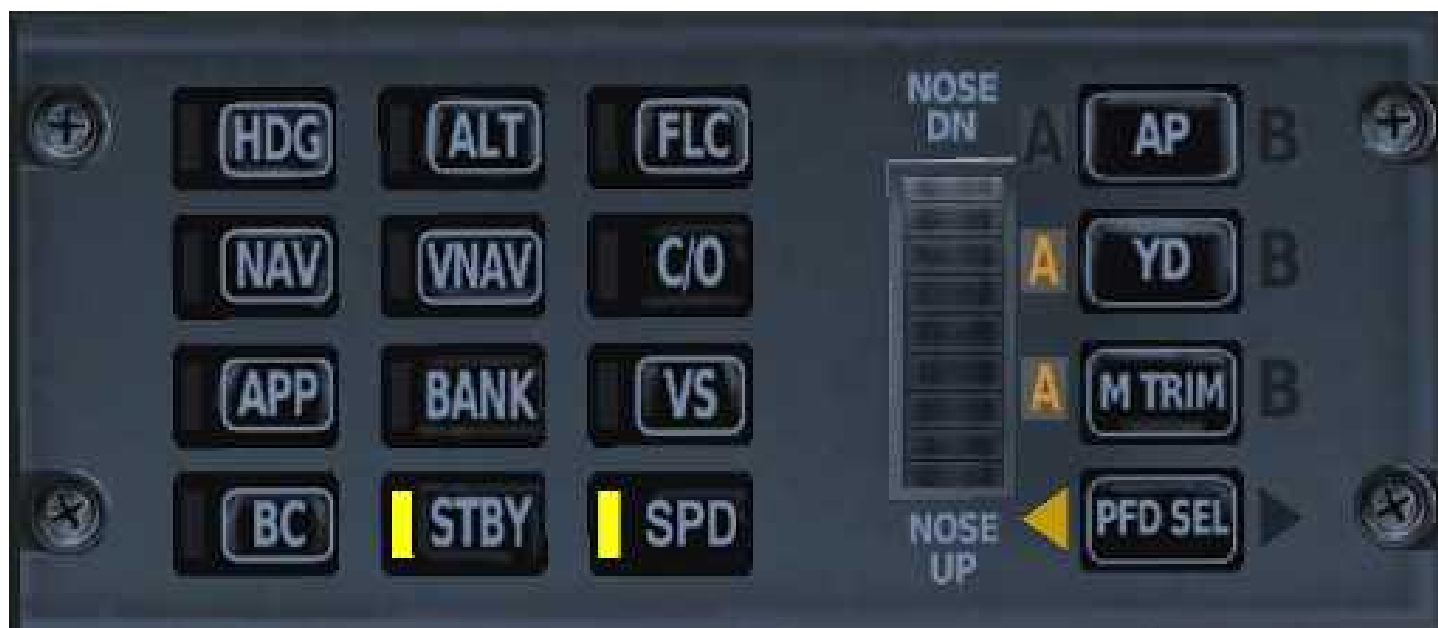 HDG ALT FLC NOSE DN A AP B
NAV VNAV C/O A YD B
APP BANK VS A M TRIM B
BC STBY SPD NOSE UP PFD SEL